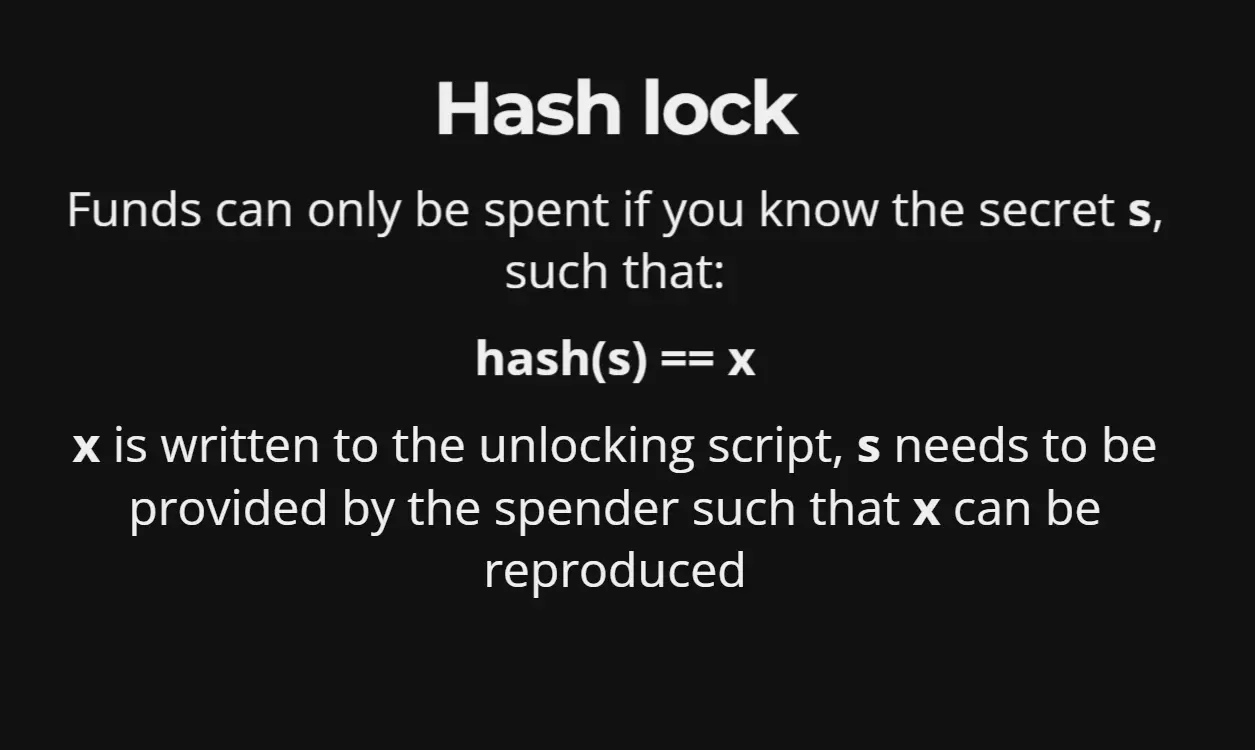 Hash lock
Funds can only be spent if you know the secret s,
such that:
hash(s) == x
x is written to the unlocking script, s needs to be
provided by the spender such that x can be
reproduced